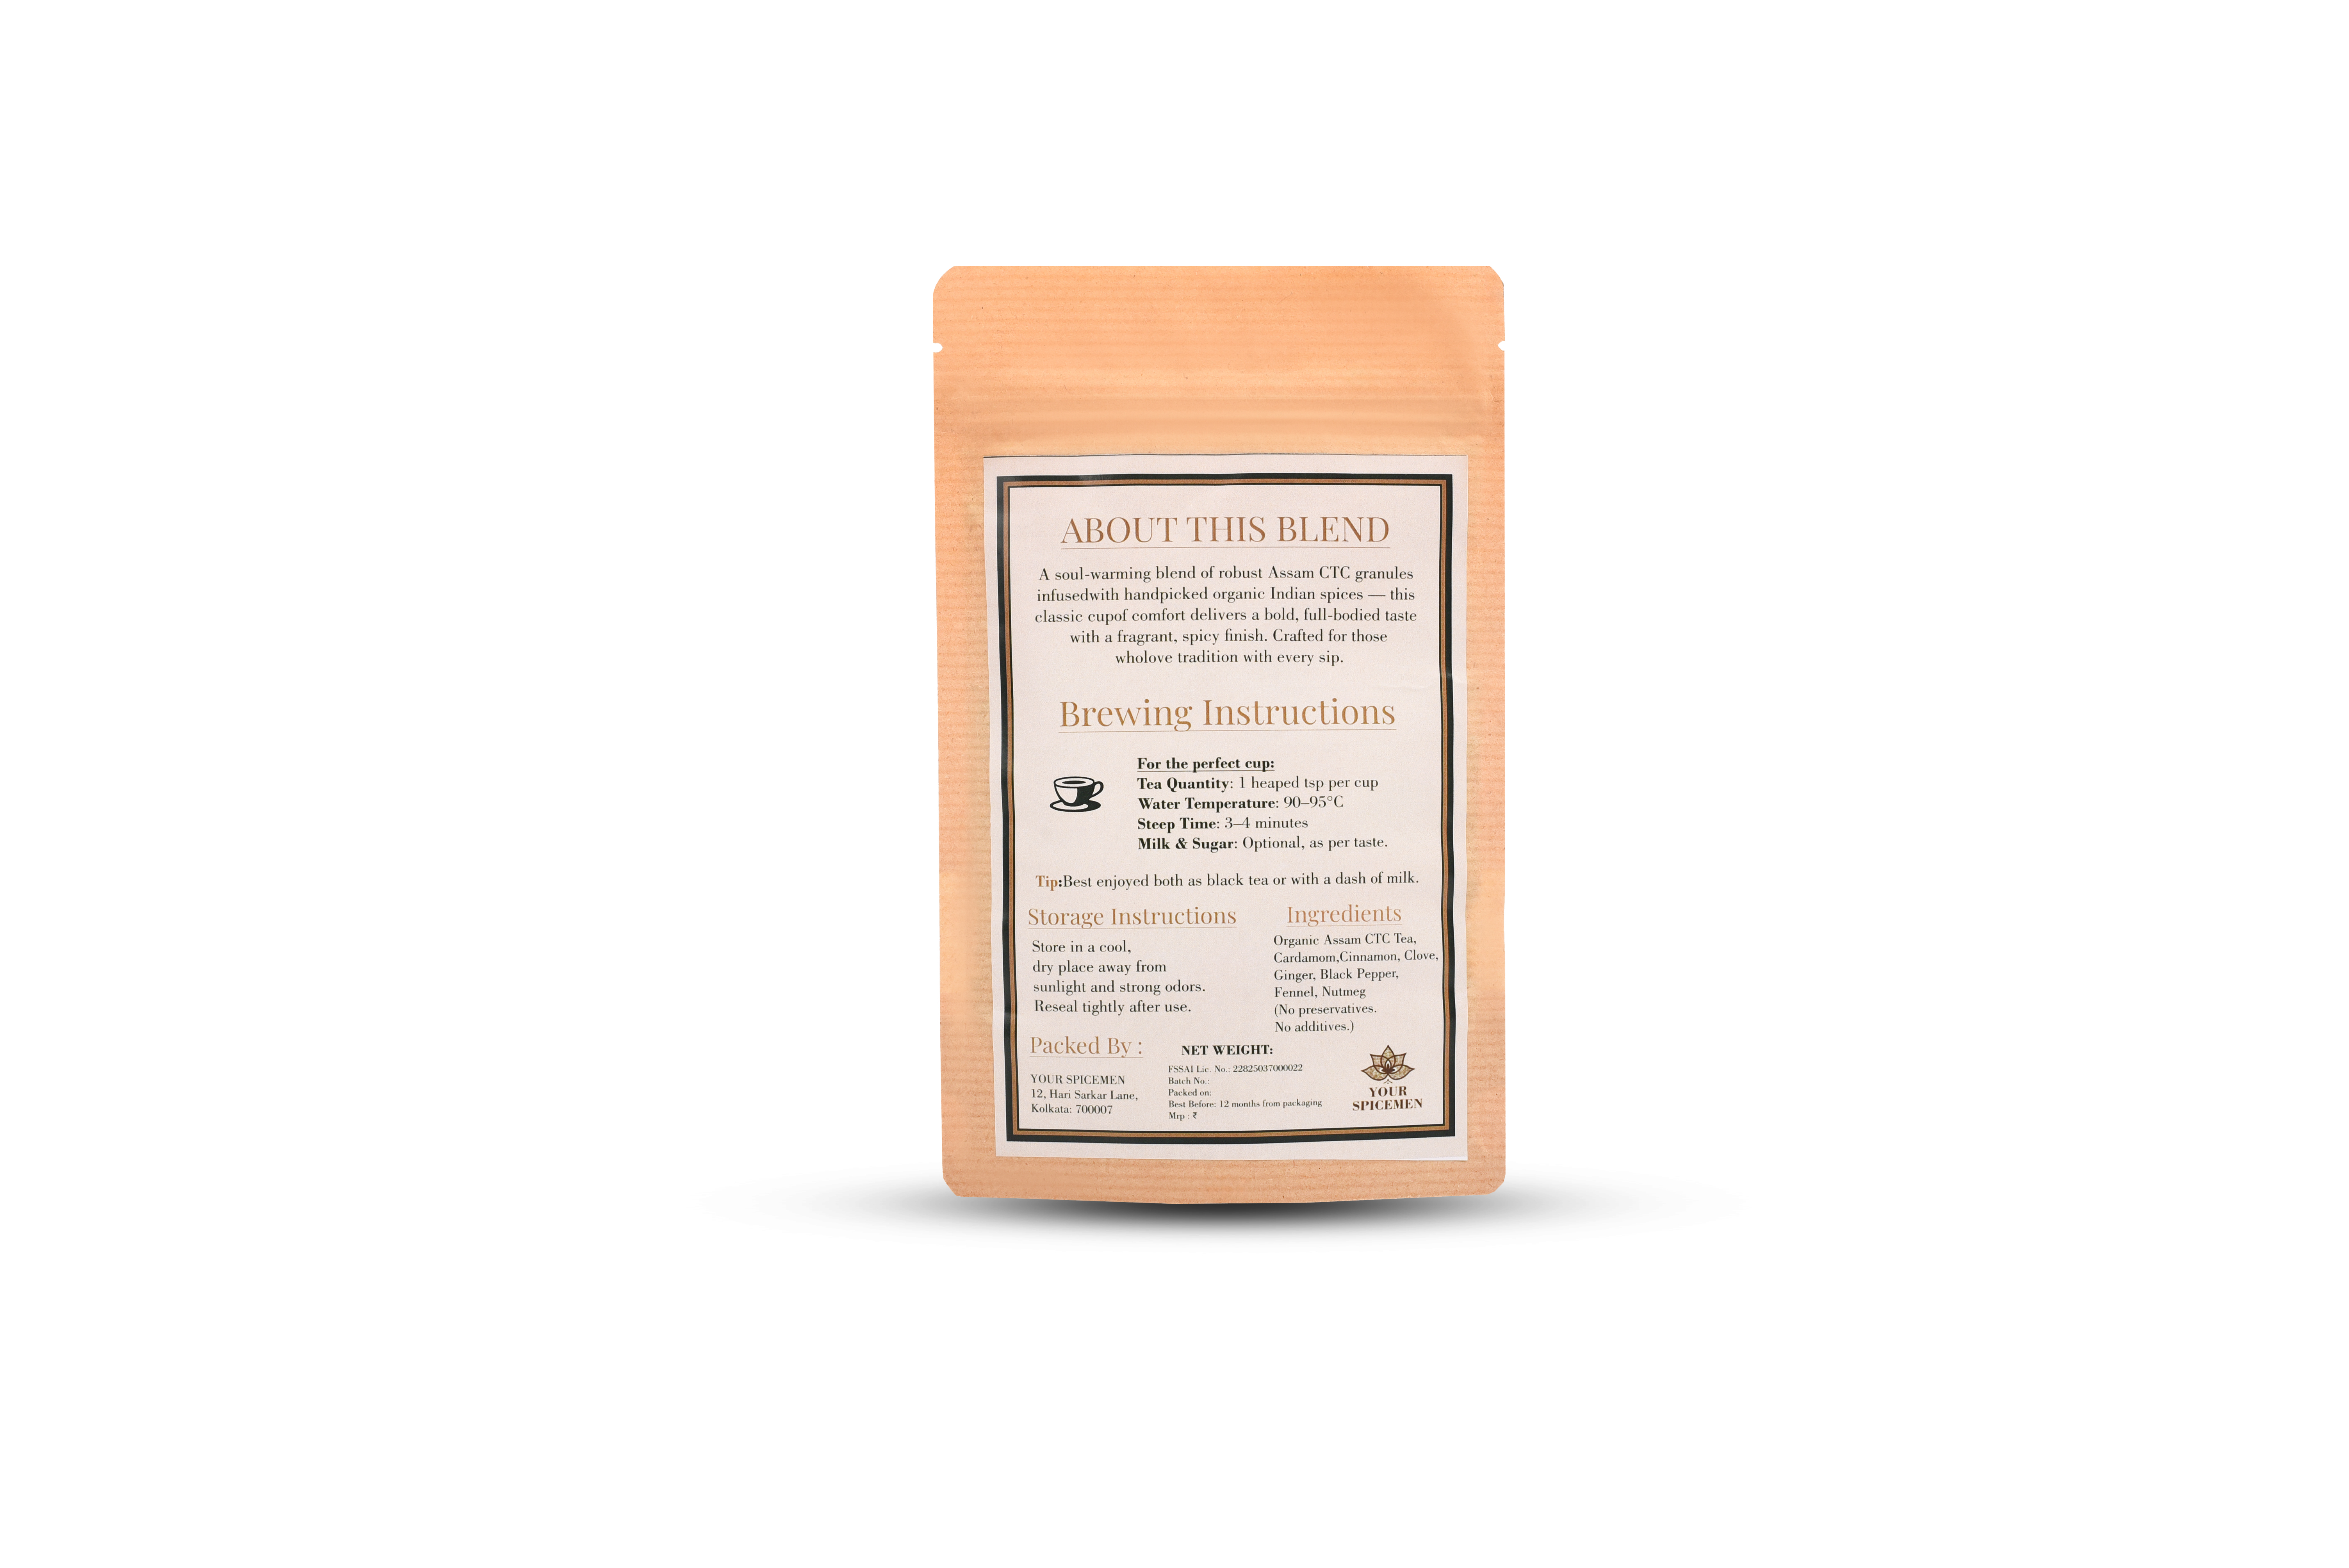 ABOUT THIS BLEND
A soul-warming blend of robust Assam CTC granules
infusedwith handpicked organic Indian spices — this
classic cupof comfort delivers a bold, full-bodied taste
with a fragrant, spicy finish. Crafted for those
wholove tradition with every sip.
Brewing Instructions
For the perfect cup:
Tea Quantity: 1 heaped tsp per cup
Water Temperature: 90–95°C
Steep Time: 3–4 minutes
Milk & Sugar: Optional, as per taste.
Tip:Best enjoyed both as black tea or with a dash of milk.
Storage Instructions
Store in a cool,
dry place away from
sunlight and strong odors.
Reseal tightly after use.
Ingredients
Organic Assam CTC Tea,
Cardamom,Cinnamon, Clove,
Ginger, Black Pepper,
Fennel, Nutmeg
(No preservatives.
No additives.)
Packed By :
YOUR SPICEMEN
12, Hari Sarkar Lane,
Kolkata: 700007
NET WEIGHT:
FSSAI Lic. No.: 22825037000022
Batch No.:
Packed on:
Best Before: 12 months from packaging
Mrp : ₹
YOUR
SPICEMEN